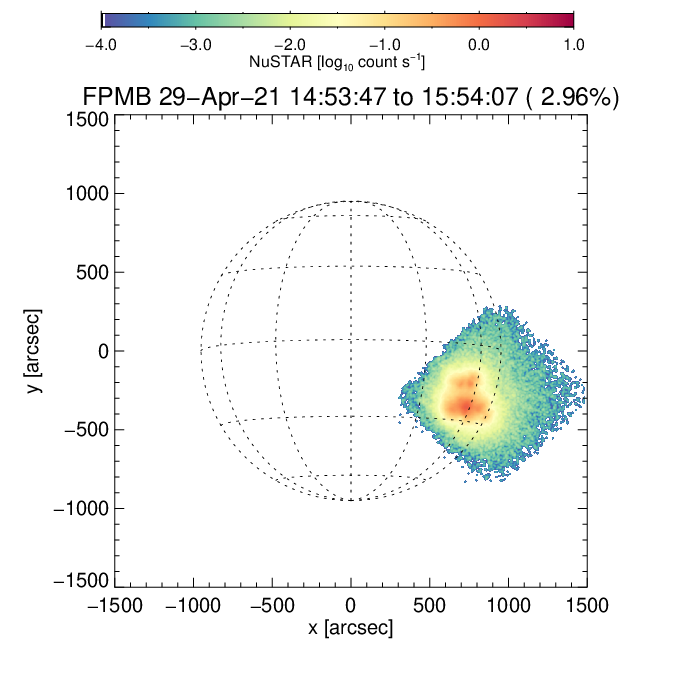 −4.0 −3.0 −2.0 −1.0 0.0 1.0
NuSTAR [log₁₀ count s⁻¹]
FPMB 29−Apr−21 14:53:47 to 15:54:07 ( 2.96%)
1500
1000
500
0
−500
−1000
−1500
y [arcsec]
−1500 −1000 −500 0 500 1000 1500
x [arcsec]